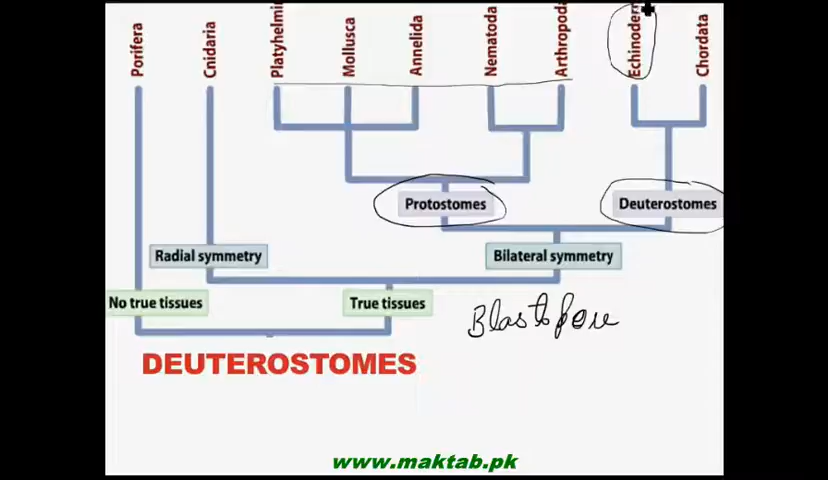 Porifera
Cnidaria
Platyhelmi
Mollusca
Annelida
Nematoda
Arthropoda
Echinoder
Chordata
Protostomes
Deuterostomes
Radial symmetry
Bilateral symmetry
No true tissues
True tissues
Blastopore
DEUTEROSTOMES
www.maktab.pk